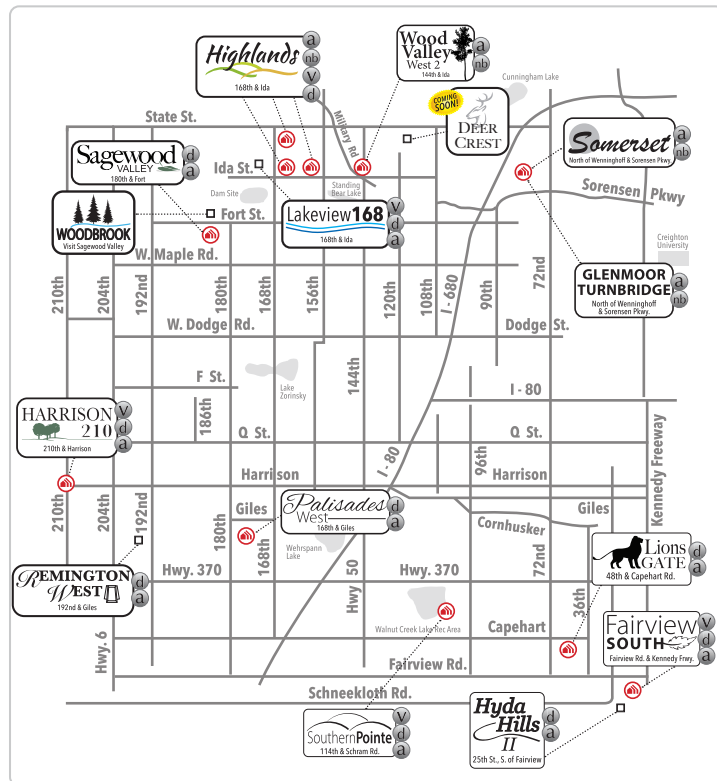 Highlands
168th & Ida
a
nb
v
d
Wood
Valley
West 2
144th & Ida
a
nb
Cunningham Lake
COMING
SOON!
DEER
CREST
State St.
Military Rd
Somerset
North of Wenninghoff & Sorensen Pkwy.
a
nb
Sagewood
VALLEY
180th & Fort
d
a
Ida St.
Dam Site
Standing
Bear Lake
Sorensen Pkwy
WOODBROOK
Visit Sagewood Valley
Fort St.
Lakeview168
168th & Ida
v
d
a
W. Maple Rd.
Creighton
University
GLENMOOR
TURNBRIDGE
North of Wenninghoff
& Sorensen Pkwy.
a
nb
210th
204th
192nd
180th
168th
156th
120th
108th
I - 680
90th
72nd
W. Dodge Rd.
Dodge St.
144th
F St.
Lake
Zorinsky
I - 80
186th
HARRISON
210
210th & Harrison
v
d
a
Q St.
Q St.
I - 80
96th
Kennedy Freeway
Harrison
Harrison
210th
204th
192nd
180th
Giles
168th
Palisades
West
168th & Giles
d
a
Giles
Cornhusker
Wehrspann
Lake
72nd
Lions
GATE
48th & Capehart Rd.
d
a
REMINGTON
WEST
192nd & Giles
d
a
Hwy. 370
Hwy 50
Hwy. 370
36th
Walnut Creek Lake Rec Area
Capehart
Fairview
SOUTH
Fairview Rd. & Kennedy Frwy.
v
d
a
Hwy. 6
Fairview Rd.
Schneekloth Rd.
SouthernPointe
114th & Schram Rd.
v
d
a
Hyda
Hills
II
25th St., S. of Fairview
d
a